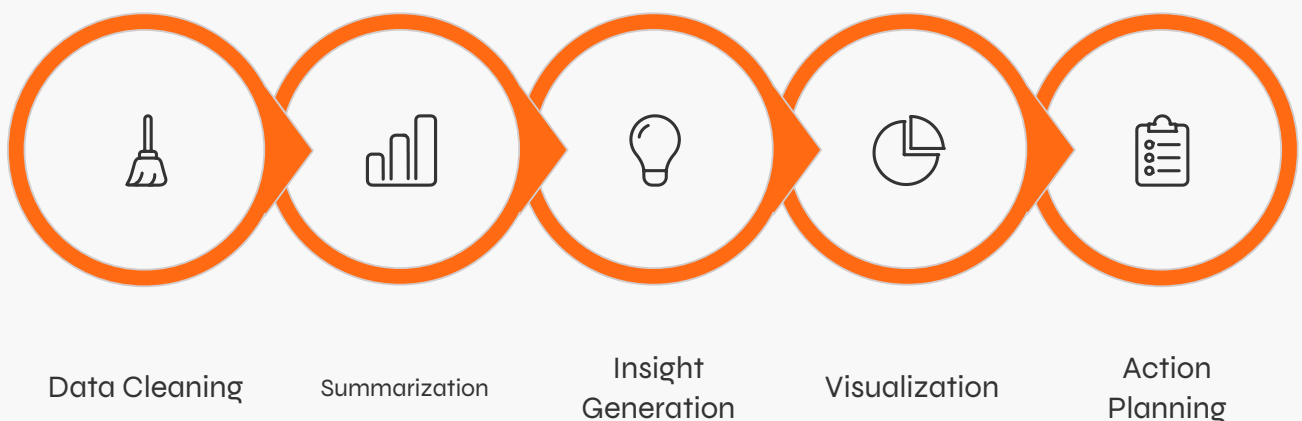 Data Cleaning
Summarization
Insight
Generation
Visualization
Action
Planning